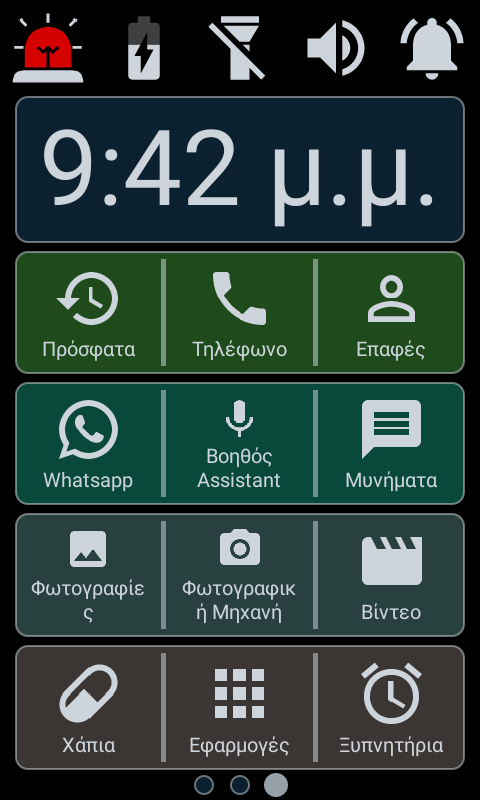 9:42 μ.μ.
Πρόσφατα Τηλέφωνο Επαφές
Whatsapp Βοηθός Assistant Μυνήματα
Φωτογραφίες Φωτογραφική Μηχανή Βίντεο
Χάπια Εφαρμογές Ξυπνητήρια